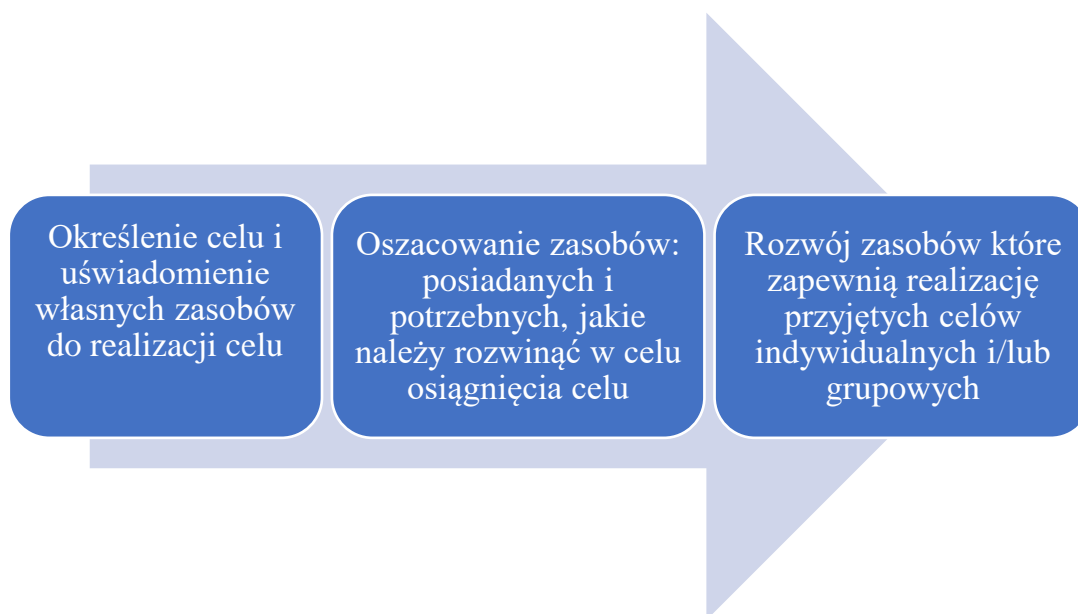 Określenie celu i
uświadomienie
własnych zasobów
do realizacji celu
Oszacowanie zasobów:
posiadanych i
potrzebnych, jakie
należy rozwinąć w celu
osiągnięcia celu
Rozwój zasobów które
zapewnią realizację
przyjętych celów
indywidualnych i/lub
grupowych